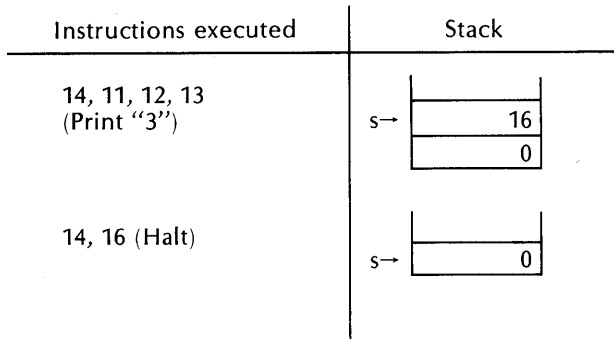 Instructions executed Stack
14, 11, 12, 13
(Print “3”)
s→ 16
0
14, 16 (Halt)
s→ 0